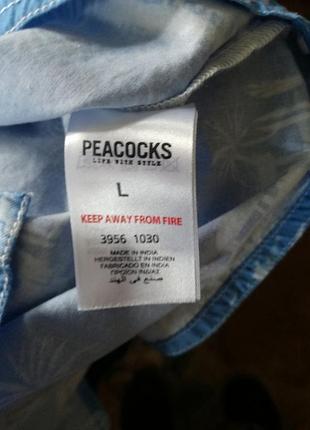 PEACOCKS
LIFE WITH STYLE
L
KEEP AWAY FROM FIRE
3956 1030
MADE IN INDIA
HERGESTELLT IN INDIEN
FABRICADO EN INDIA
صنع في الهند